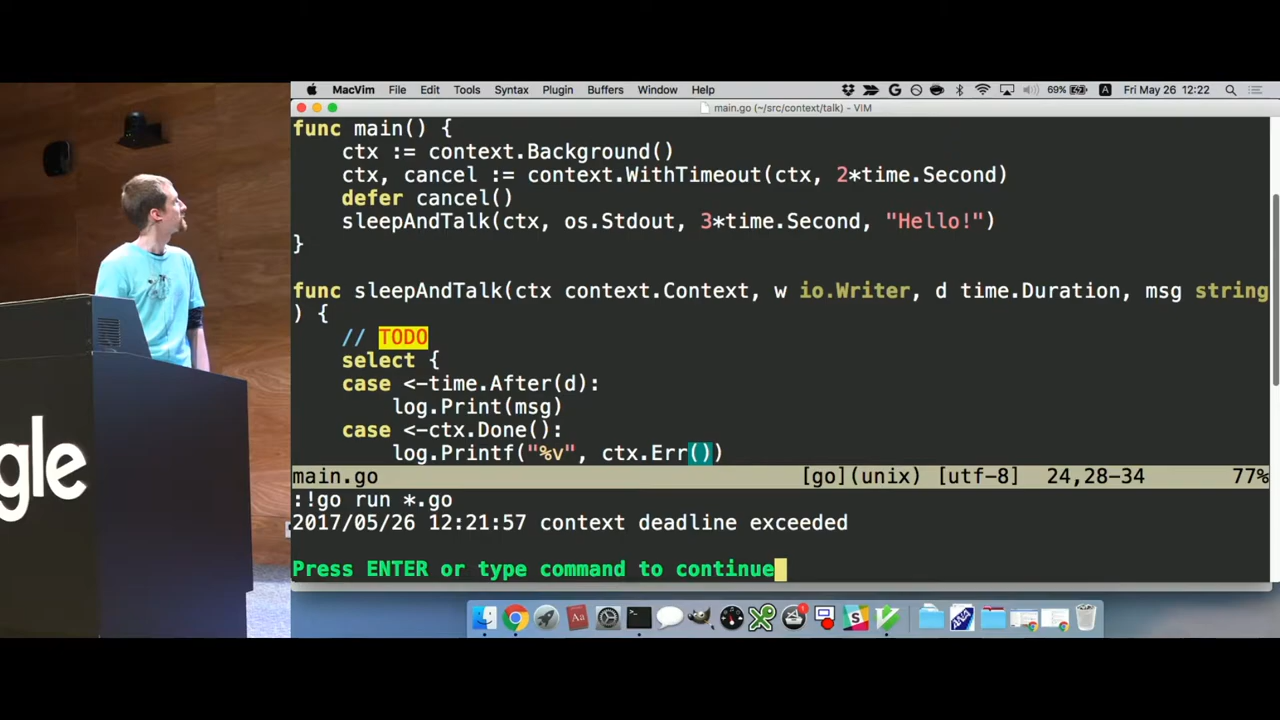 MacVim File Edit Tools Syntax Plugin Buffers Window Help 69% A Fri May 26 12:22
main.go (~/src/context/talk) - VIM
func main() {
ctx := context.Background()
ctx, cancel := context.WithTimeout(ctx, 2*time.Second)
defer cancel()
sleepAndTalk(ctx, os.Stdout, 3*time.Second, "Hello!")
}
func sleepAndTalk(ctx context.Context, w io.Writer, d time.Duration, msg string
) {
// TODO
select {
case <-time.After(d):
log.Print(msg)
case <-ctx.Done():
log.Printf("%v", ctx.Err())
main.go [go](unix) [utf-8] 24,28-34 77%
:!go run *.go
2017/05/26 12:21:57 context deadline exceeded
Press ENTER or type command to continue
gle